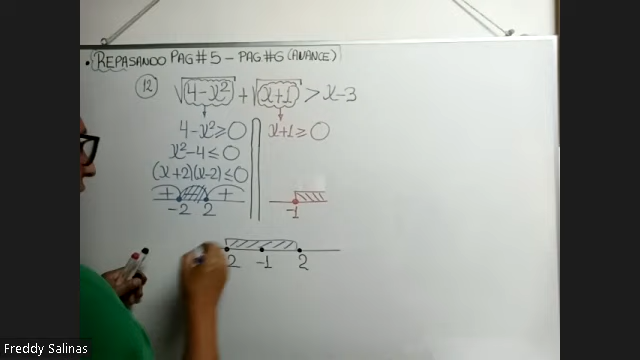 • REPASANDO PAG#5 - PAG#6 (AVANCE)
12 √(4-x²) + √(x+1) > x-3
4-x² ≥ 0 x+1 ≥ 0
x²-4 ≤ 0
(x+2)(x-2) ≤ 0
+ +
-2 2 -1
2 -1 2
Freddy Salinas